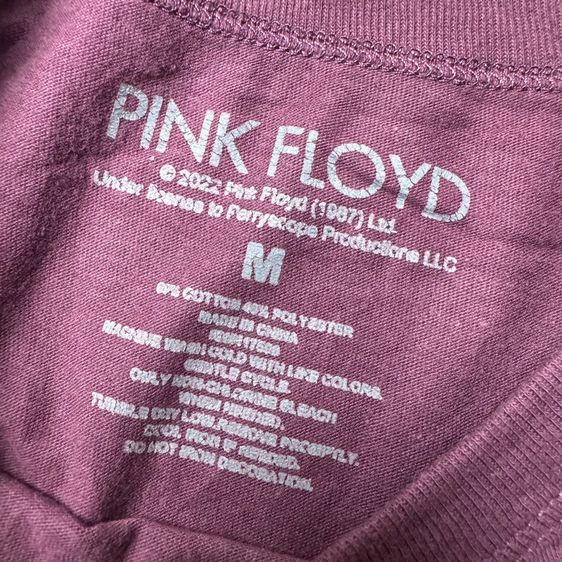 PINK FLOYD
© 2022 Pink Floyd (1987) Ltd.
Under license to Perryscope Productions LLC
M
COTTON 40% POLYESTER
MADE IN CHINA
MACHINE WASH COLD WITH LIKE COLORS.
GENTLE CYCLE.
ONLY NON-CHLORINE BLEACH
WHEN NEEDED.
TUMBLE DRY LOW. REMOVE PROMPTLY.
COOL IRON IF NEEDED.
DO NOT IRON DECORATION.